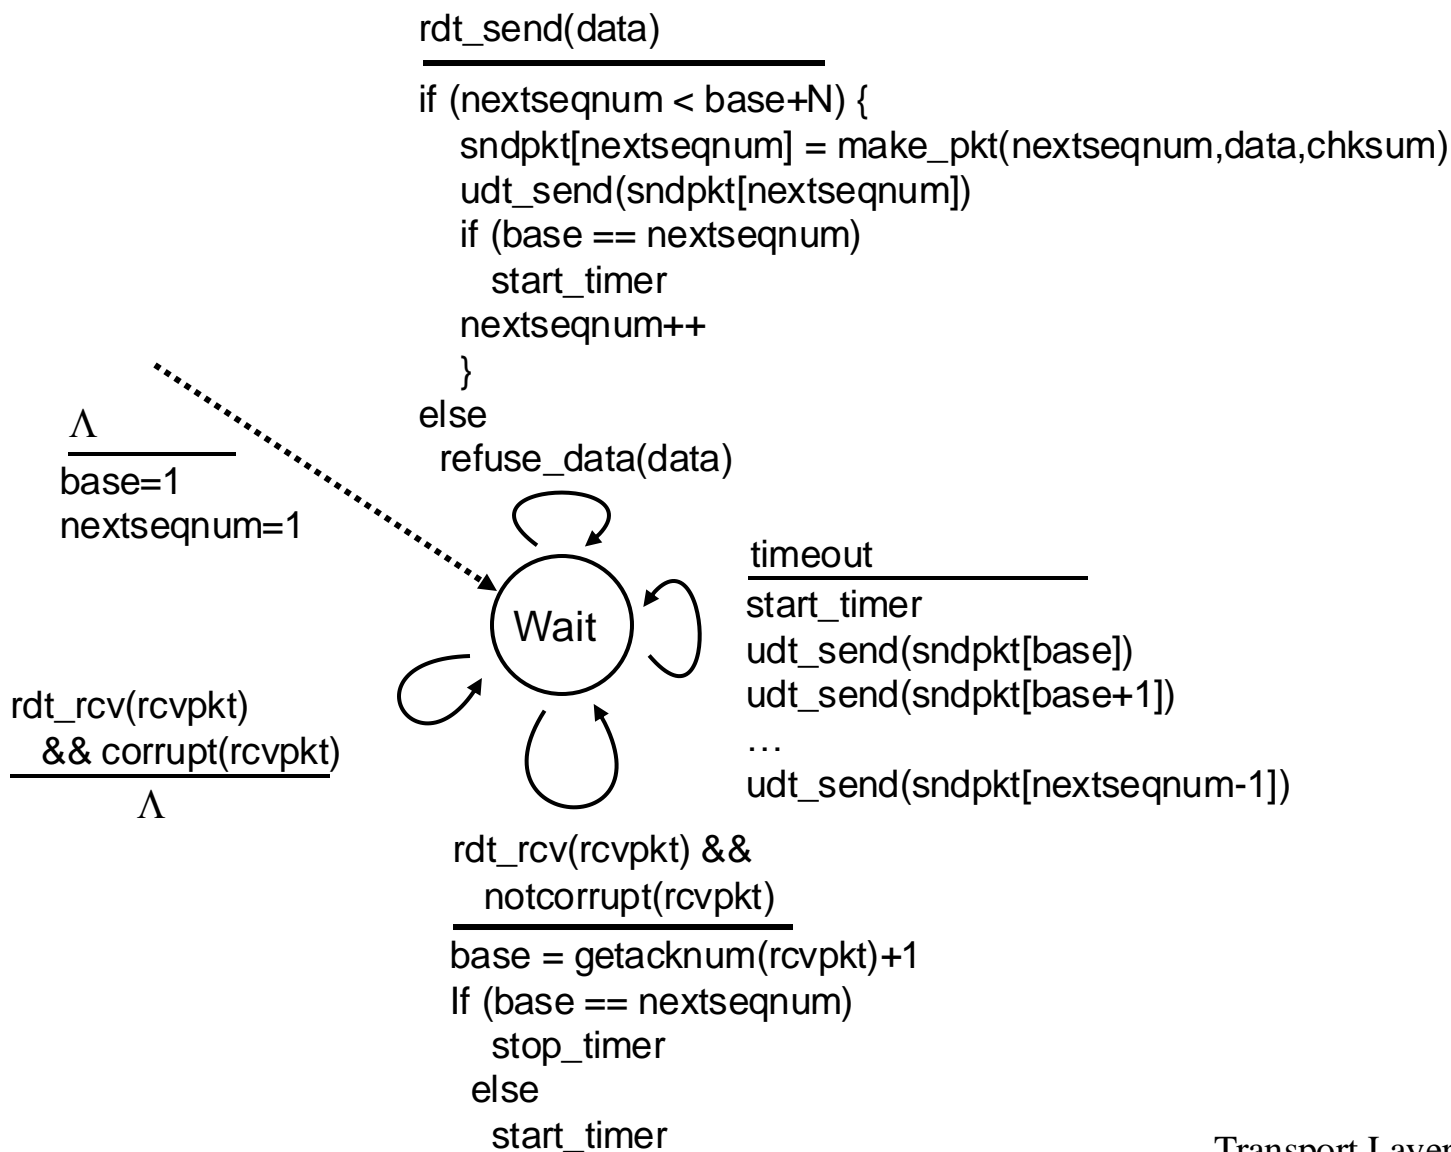 rdt_send(data)
if (nextseqnum < base+N) {
sndpkt[nextseqnum] = make_pkt(nextseqnum,data,chksum)
udt_send(sndpkt[nextseqnum])
if (base == nextseqnum)
start_timer
nextseqnum++
}
else
refuse_data(data)
Λ
base=1
nextseqnum=1
Wait
timeout
start_timer
udt_send(sndpkt[base])
udt_send(sndpkt[base+1])
…
udt_send(sndpkt[nextseqnum-1])
rdt_rcv(rcvpkt)
&& corrupt(rcvpkt)
Λ
rdt_rcv(rcvpkt) &&
notcorrupt(rcvpkt)
base = getacknum(rcvpkt)+1
If (base == nextseqnum)
stop_timer
else
start_timer
Transport Layer